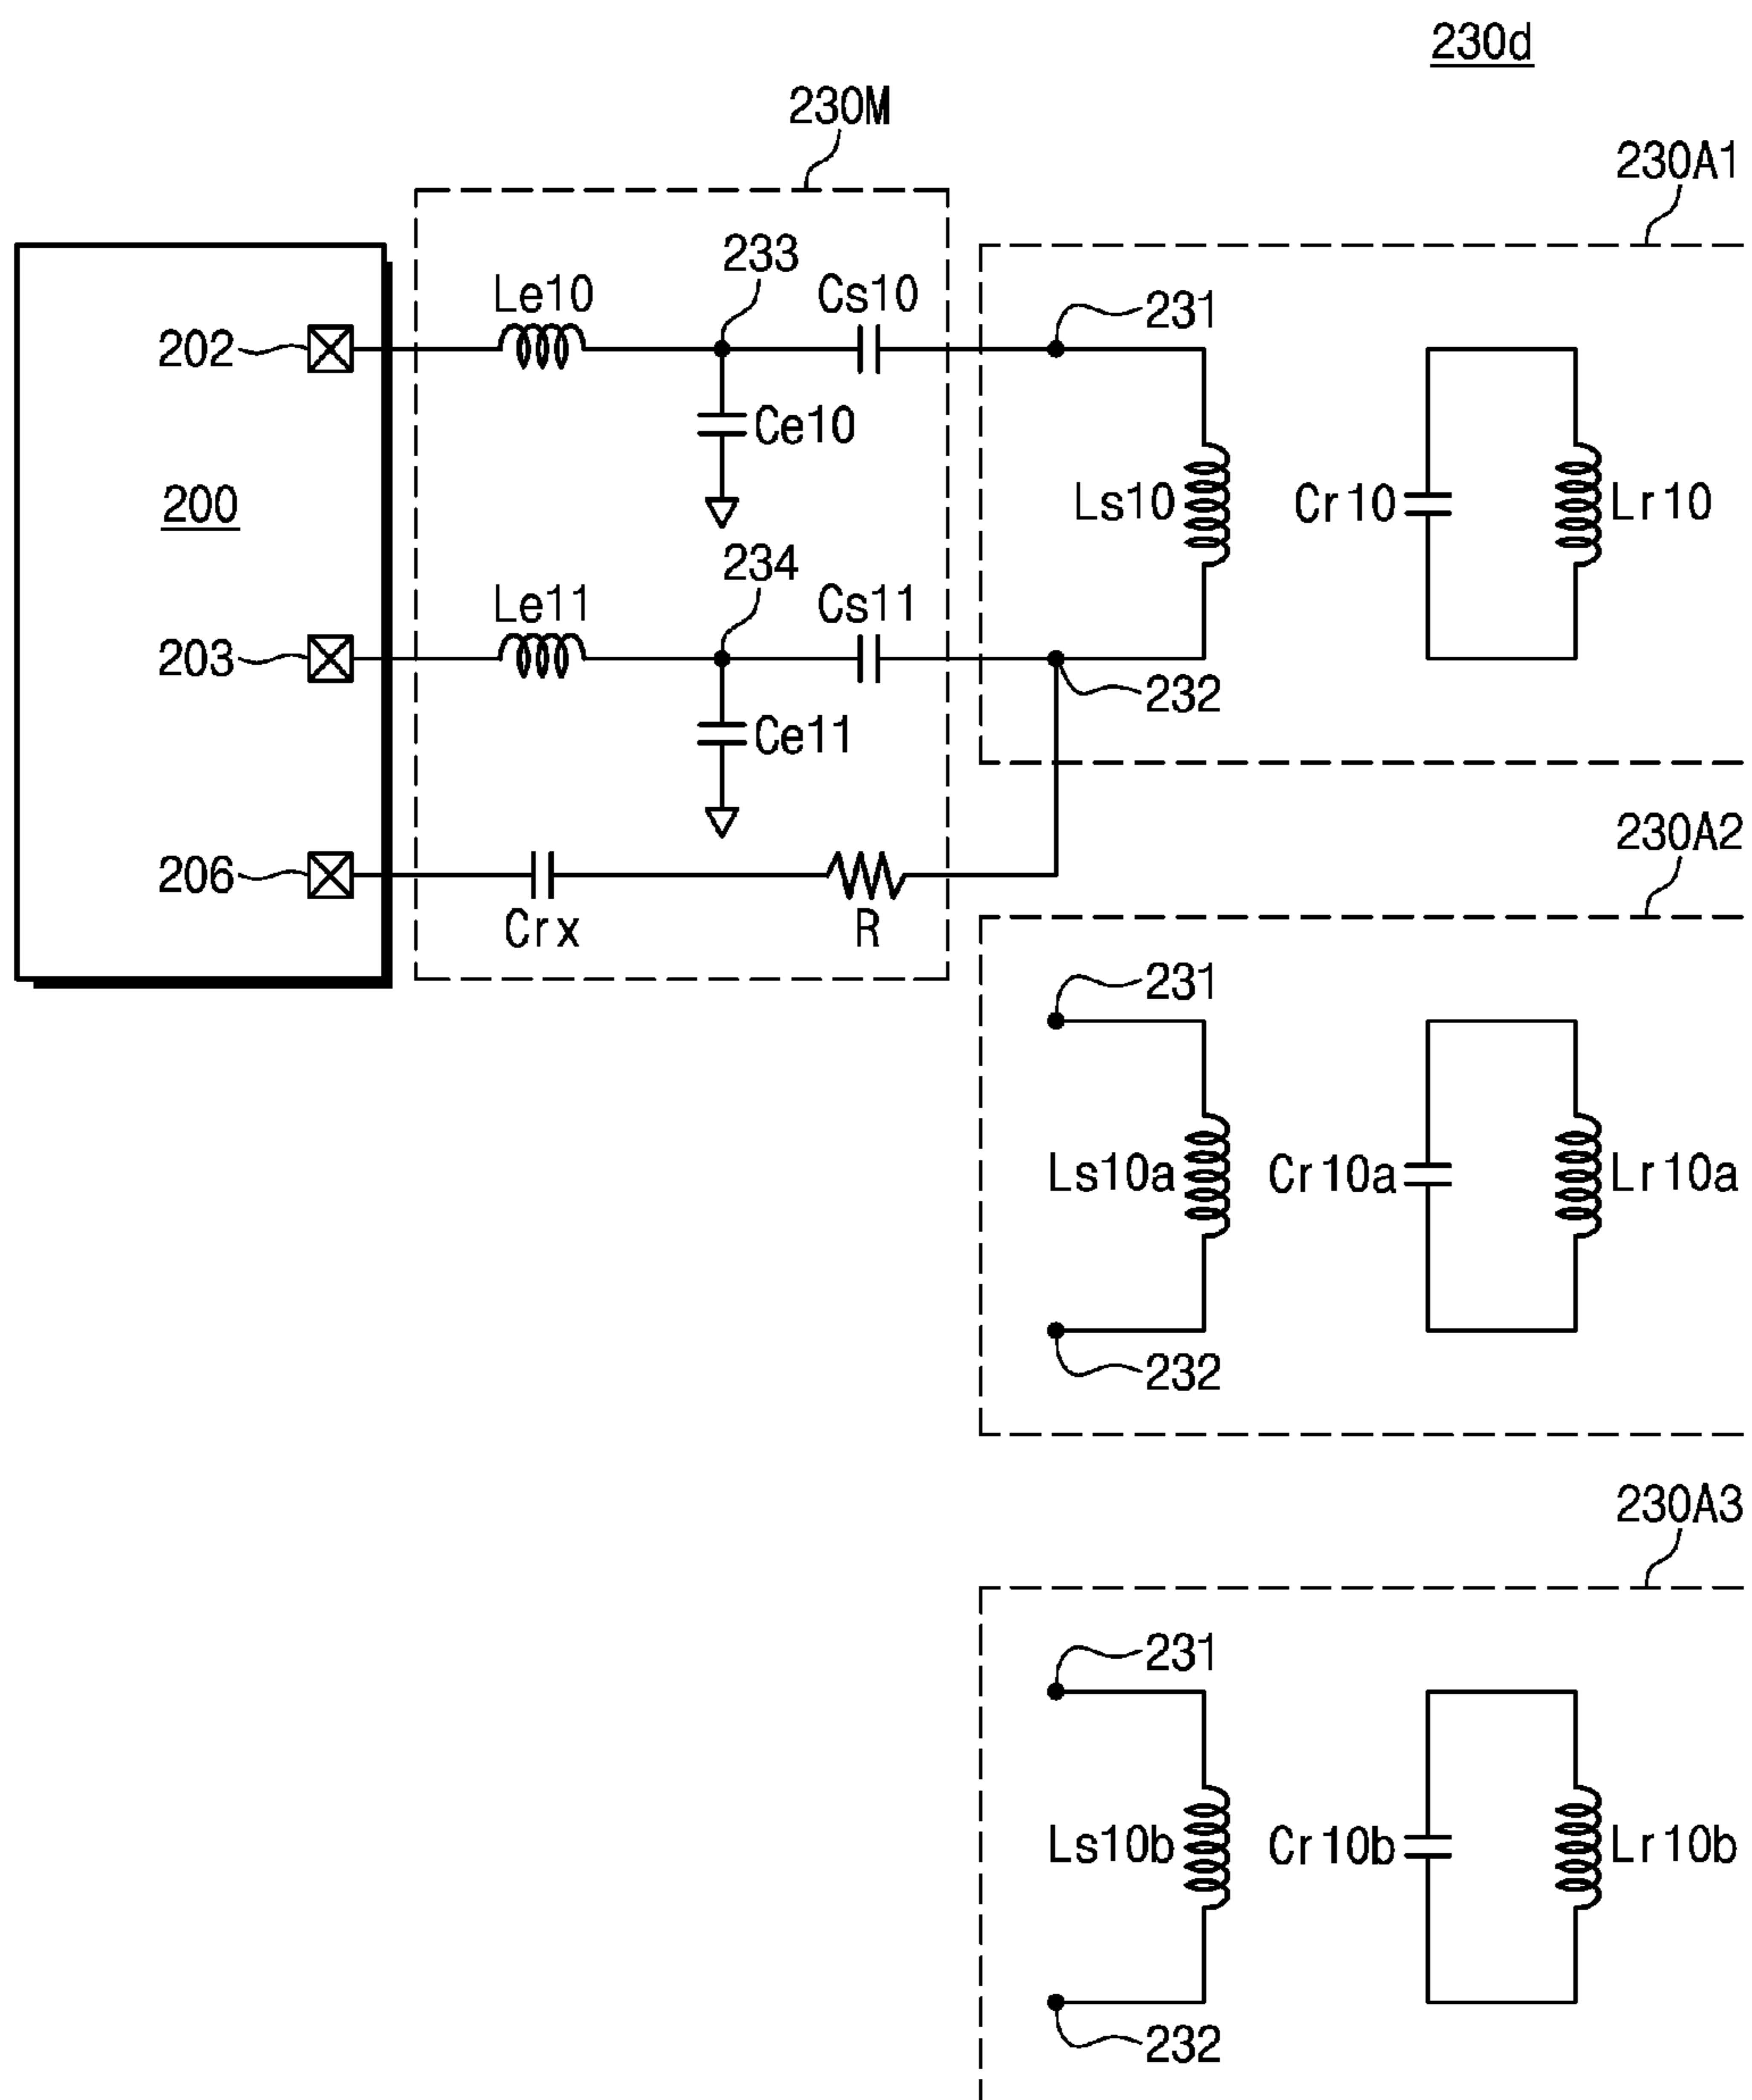 230d
230M
230A1
233
Le10
Cs10
231
202
Ce10
200
Ls10
Cr10
Lr10
234
Le11
Cs11
203
232
Ce11
230A2
206
Crx
R
231
Ls10a
Cr10a
Lr10a
232
230A3
231
Ls10b
Cr10b
Lr10b
232